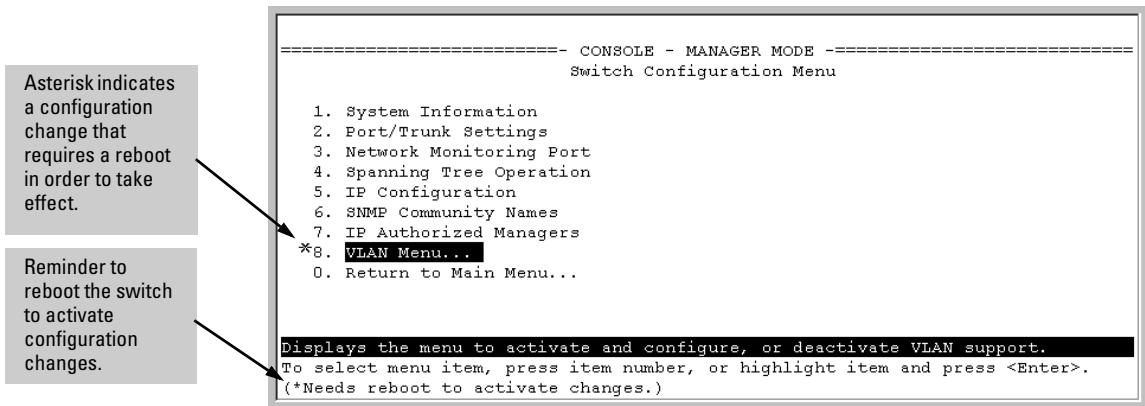 Asterisk indicates
a configuration
change that
requires a reboot
in order to take
effect.
Reminder to
reboot the switch
to activate
configuration
changes.
==========================- CONSOLE - MANAGER MODE -============================
Switch Configuration Menu
1. System Information
2. Port/Trunk Settings
3. Network Monitoring Port
4. Spanning Tree Operation
5. IP Configuration
6. SNMP Community Names
7. IP Authorized Managers
*8. VLAN Menu...
0. Return to Main Menu...
Displays the menu to activate and configure, or deactivate VLAN support.
To select menu item, press item number, or highlight item and press <Enter>.
(*Needs reboot to activate changes.)